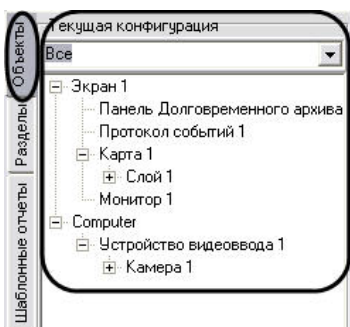 Текущая конфигурация
Все
Экран 1
Панель Долговременного архива
Протокол событий 1
Карта 1
Слой 1
Монитор 1
Computer
Устройство видеоввода 1
Камера 1
Объекты
Разделы
Шаблонные отчеты